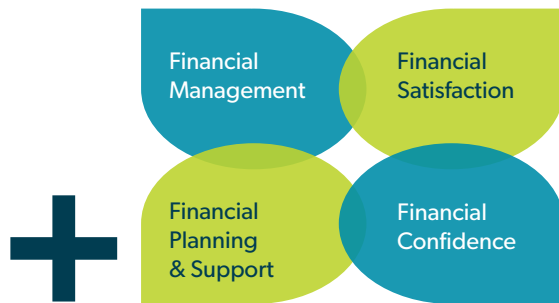 Financial
Management
Financial
Satisfaction
Financial
Planning
& Support
Financial
Confidence